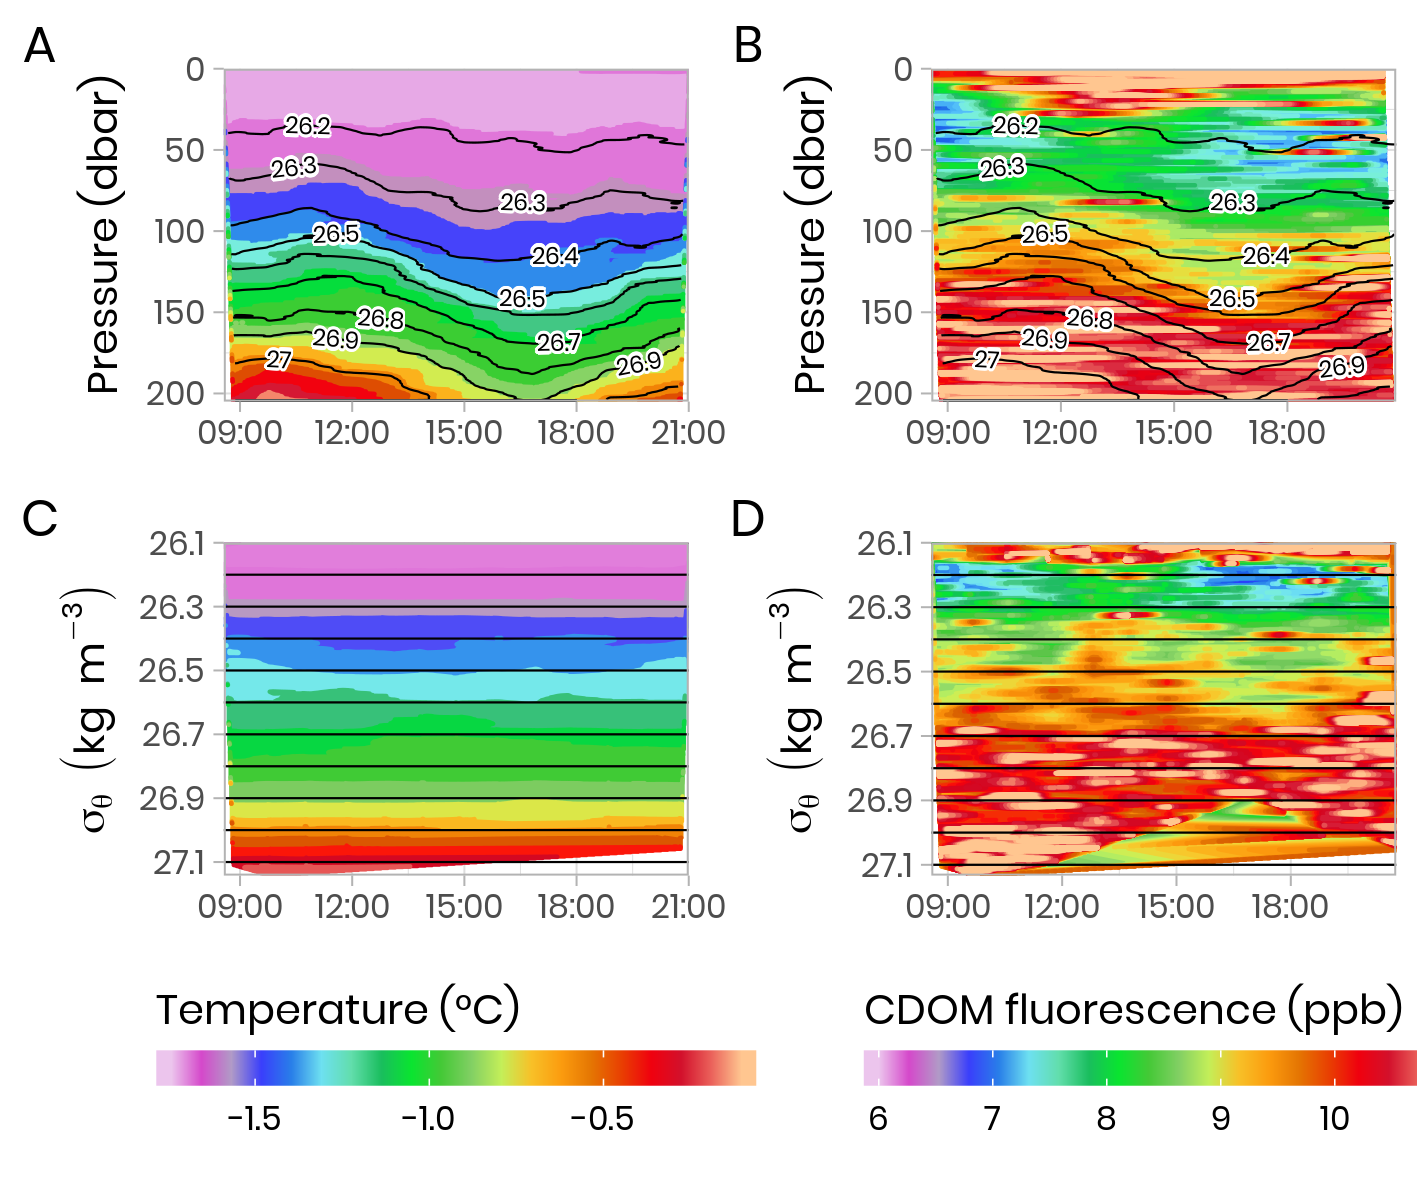 A
B
Pressure (dbar)
0
50
100
150
200
26.2
26.3
26.3
26.5
26.4
26.5
26.8
26.7
26.9
26.9
27
09:00 12:00 15:00 18:00 21:00
Pressure (dbar)
0
50
100
150
200
26.2
26.3
26.3
26.5
26.4
26.5
26.8
26.7
26.9
26.9
27
09:00 12:00 15:00 18:00
C
D
σθ (kg m−3)
26.1
26.3
26.5
26.7
26.9
27.1
09:00 12:00 15:00 18:00 21:00
σθ (kg m−3)
26.1
26.3
26.5
26.7
26.9
27.1
09:00 12:00 15:00 18:00
Temperature (°C)
−1.5 −1.0 −0.5
CDOM fluorescence (ppb)
6 7 8 9 10